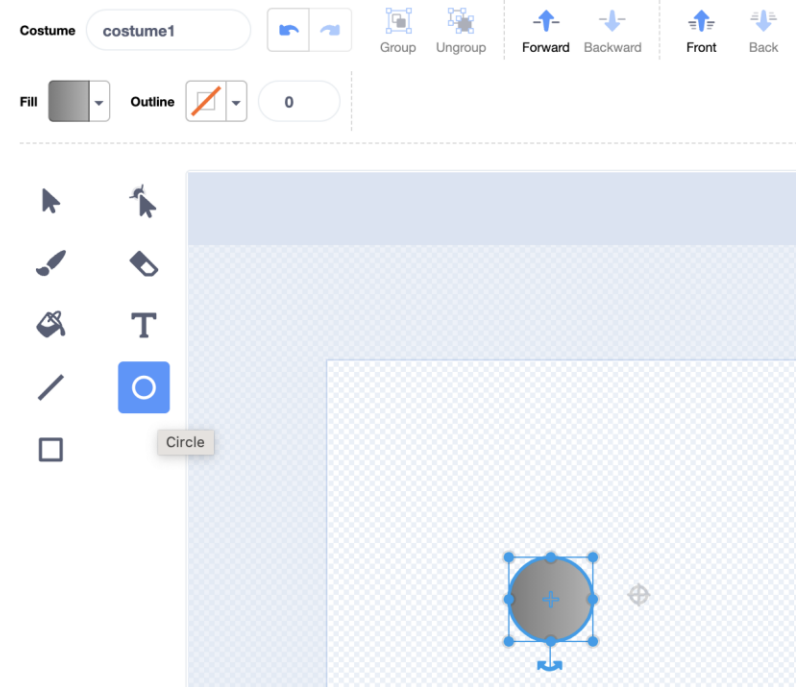 Costume
costume1
Group
Ungroup
Forward
Backward
Front
Back
Fill
Outline
0
T
Circle